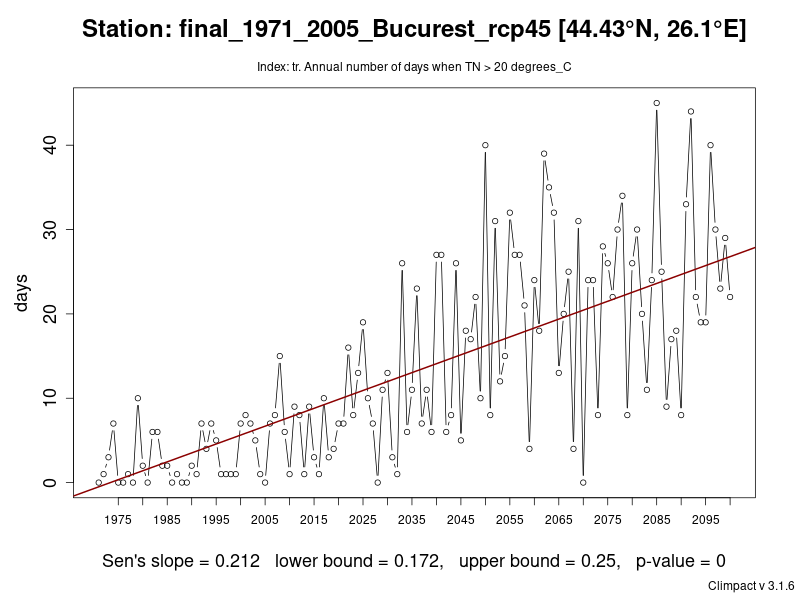 Station: final_1971_2005_Bucurest_rcp45 [44.43°N, 26.1°E]
Index: tr. Annual number of days when TN > 20 degrees_C
days
40
30
20
10
0
1975 1985 1995 2005 2015 2025 2035 2045 2055 2065 2075 2085 2095
Sen's slope = 0.212 lower bound = 0.172, upper bound = 0.25, p-value = 0
Climpact v 3.1.6